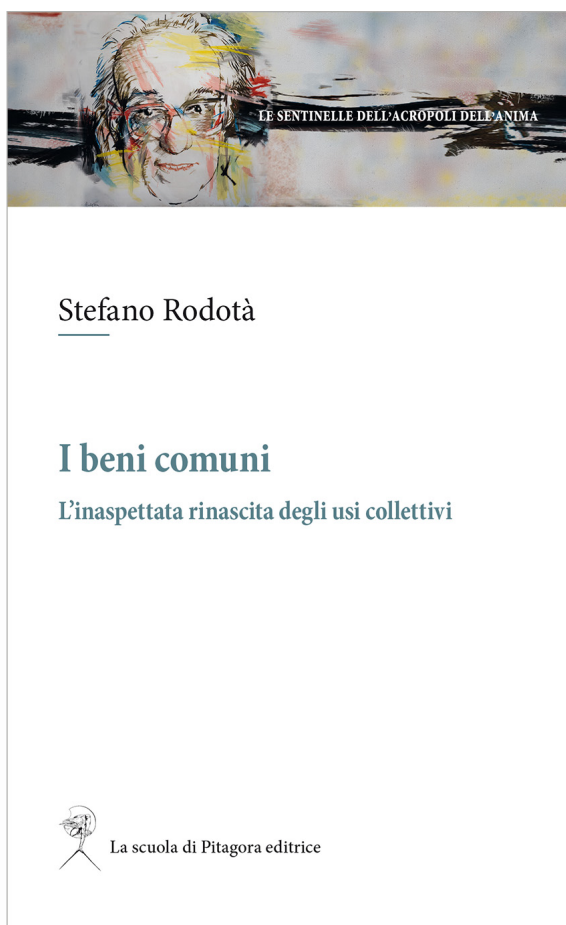 LE SENTINELLE DELL'ACROPOLI DELL'ANIMA
Stefano Rodotà
I beni comuni
L'inaspettata rinascita degli usi collettivi
La scuola di Pitagora editrice